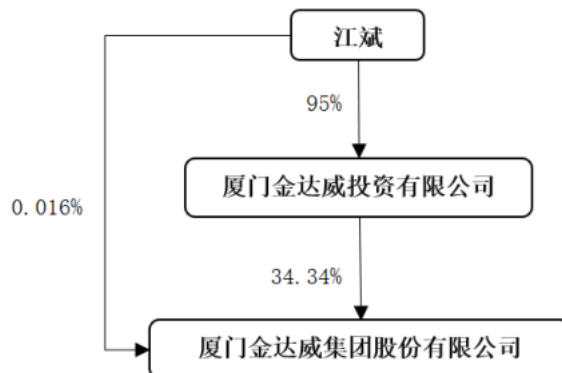 江斌
95%
厦门金达威投资有限公司
0.016%
34.34%
厦门金达威集团股份有限公司